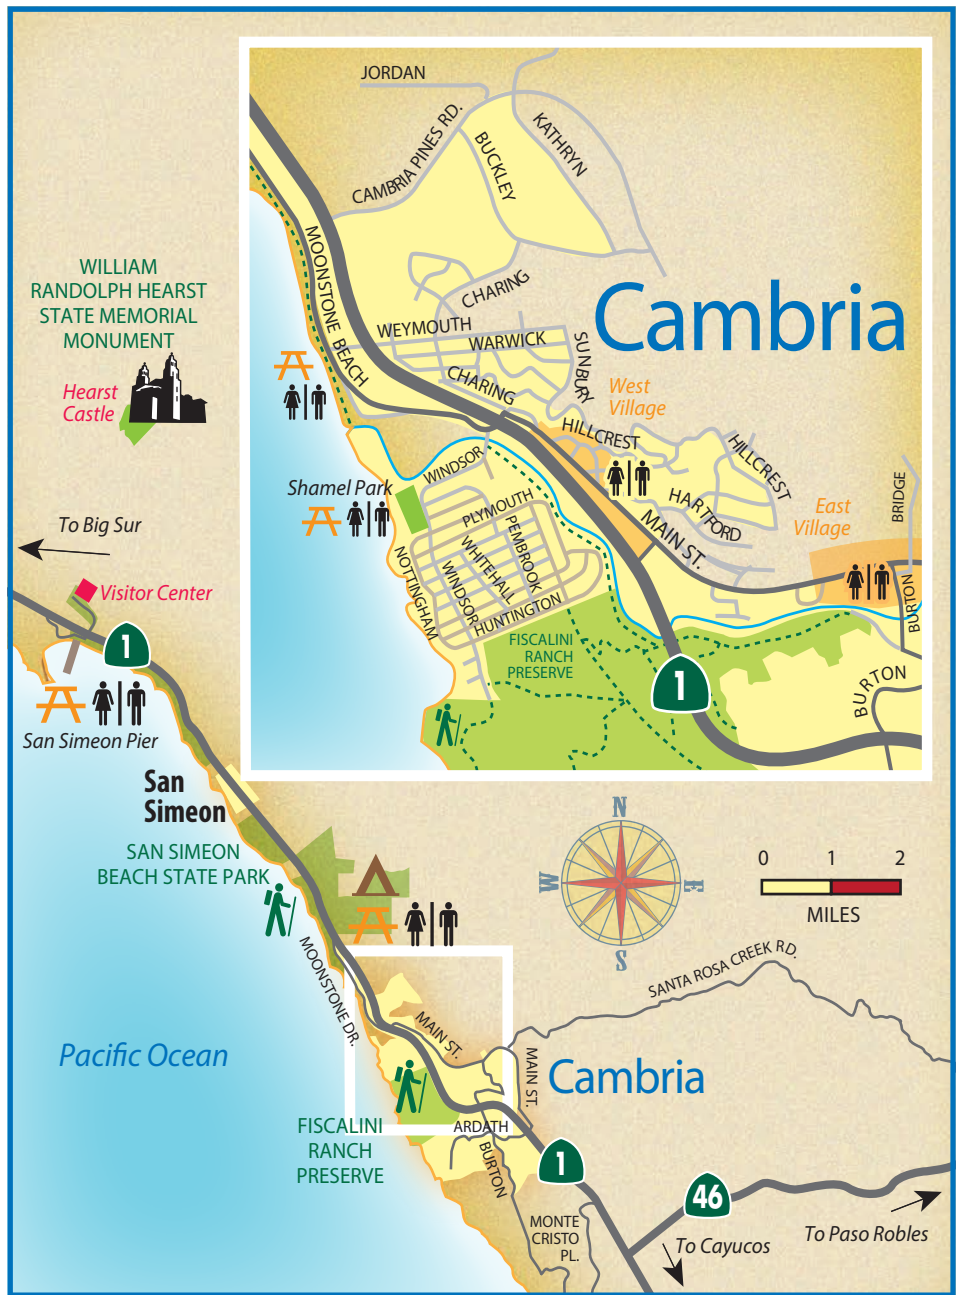 JORDAN
CAMBRIA PINES RD.
BUCKLEY
KATHRYN
MOONSTONE BEACH
CHARING
WEYMOUTH
WARWICK
SUNBURY
CHARING
Cambria
West
Village
HILLCREST
HILLCREST
HARTFORD
MAIN ST.
East
Village
BRIDGE
BURTON
BURTON
WINDSOR
Shamel Park
PLYMOUTH
PEMBROOK
WHITEHALL
WINDSOR
NOTTINGHAM
HUNTINGTON
FISCALINI
RANCH
PRESERVE
1
WILLIAM
RANDOLPH HEARST
STATE MEMORIAL
MONUMENT
Hearst
Castle
To Big Sur
Visitor Center
1
San Simeon Pier
San
Simeon
SAN SIMEON
BEACH STATE PARK
N
W
E
S
0 1 2
MILES
MOONSTONE DR.
SANTA ROSA CREEK RD.
MAIN ST.
MAIN ST.
Pacific Ocean
Cambria
FISCALINI
RANCH
PRESERVE
ARDATH
BURTON
1
46
MONTE
CRISTO
PL.
To Cayucos
To Paso Robles